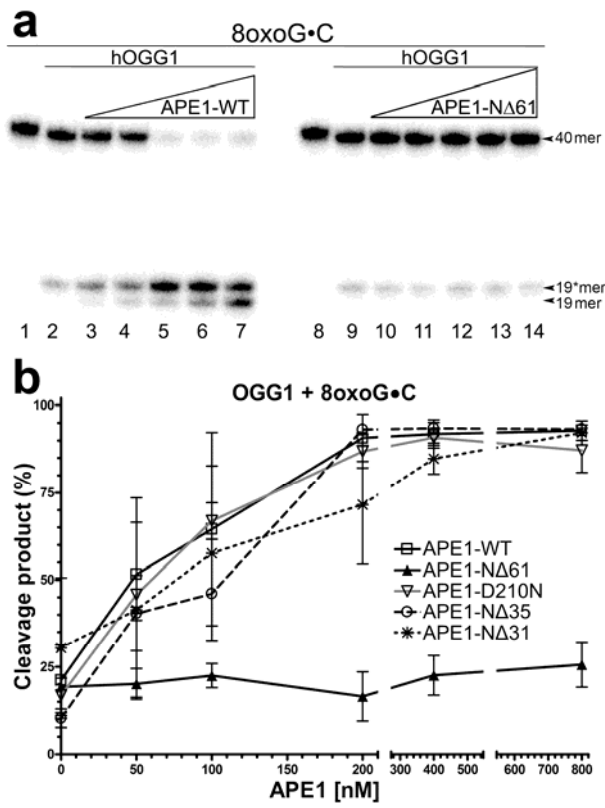 a
8oxoG•C
hOGG1
hOGG1
APE1-WT
APE1-NΔ61
40mer
19*mer
19mer
1 2 3 4 5 6 7 8 9 10 11 12 13 14
b
OGG1 + 8oxoG•C
Cleavage product (%)
100
75
50
25
0
APE1-WT
APE1-NΔ61
APE1-D210N
APE1-NΔ35
APE1-NΔ31
0 50 100 150 200 300 400 500 600 700 800
APE1 [nM]